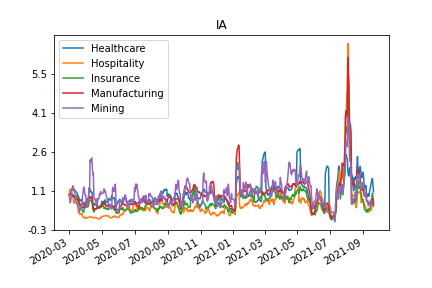 IA
Healthcare
Hospitality
Insurance
Manufacturing
Mining
5.5
4.1
2.6
1.1
-0.3
2020-03
2020-05
2020-07
2020-09
2020-11
2021-01
2021-03
2021-05
2021-07
2021-09